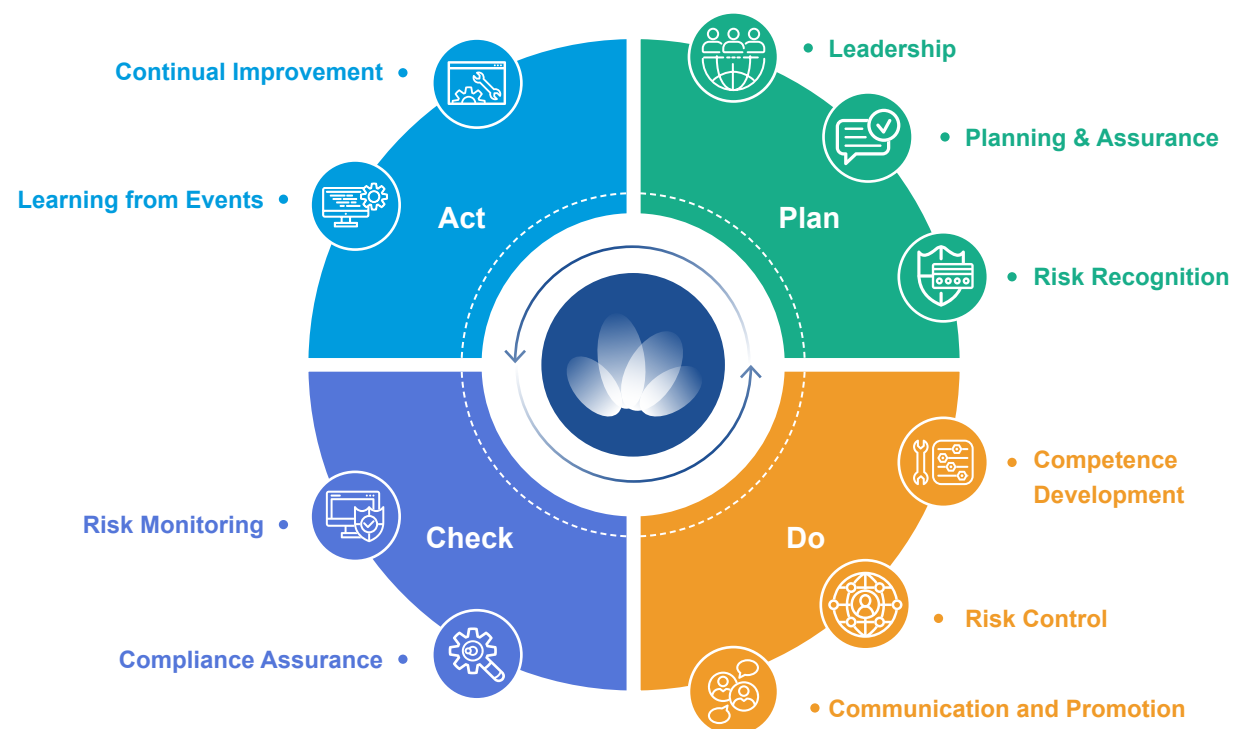 Leadership
Continual Improvement
Planning & Assurance
Learning from Events
Act
Plan
Risk Recognition
Competence
Development
Risk Monitoring
Check
Do
Risk Control
Compliance Assurance
Communication and Promotion